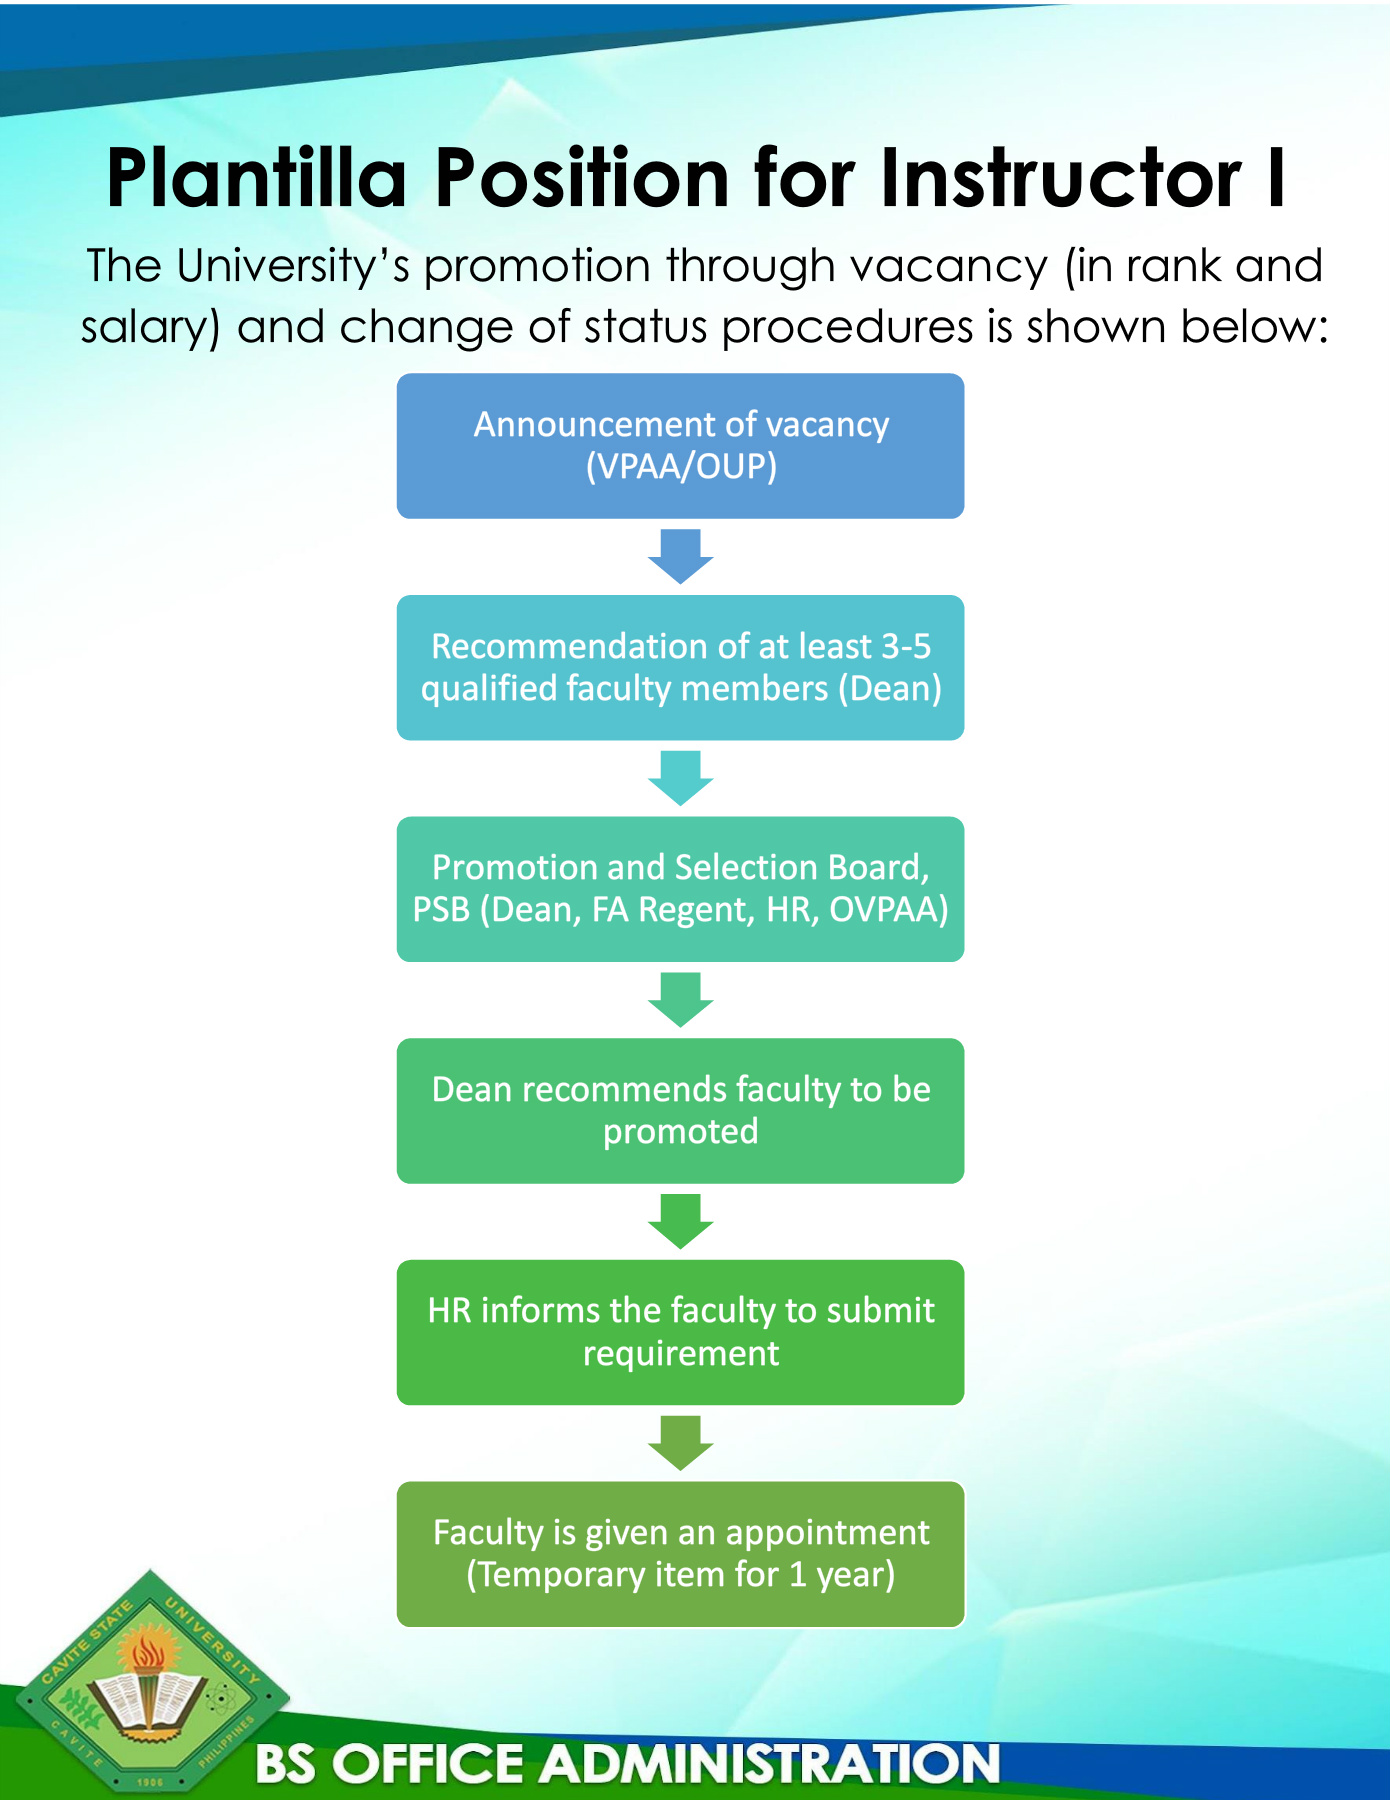 Plantilla Position for Instructor I
The University’s promotion through vacancy (in rank and
salary) and change of status procedures is shown below:
Announcement of vacancy
(VPAA/OUP)
Recommendation of at least 3-5
qualified faculty members (Dean)
Promotion and Selection Board,
PSB (Dean, FA Regent, HR, OVPAA)
Dean recommends faculty to be
promoted
HR informs the faculty to submit
requirement
Faculty is given an appointment
(Temporary item for 1 year)
CAVITE STATE UNIVERSITY
CAVITE 1906 PHILIPPINES
BS OFFICE ADMINISTRATION